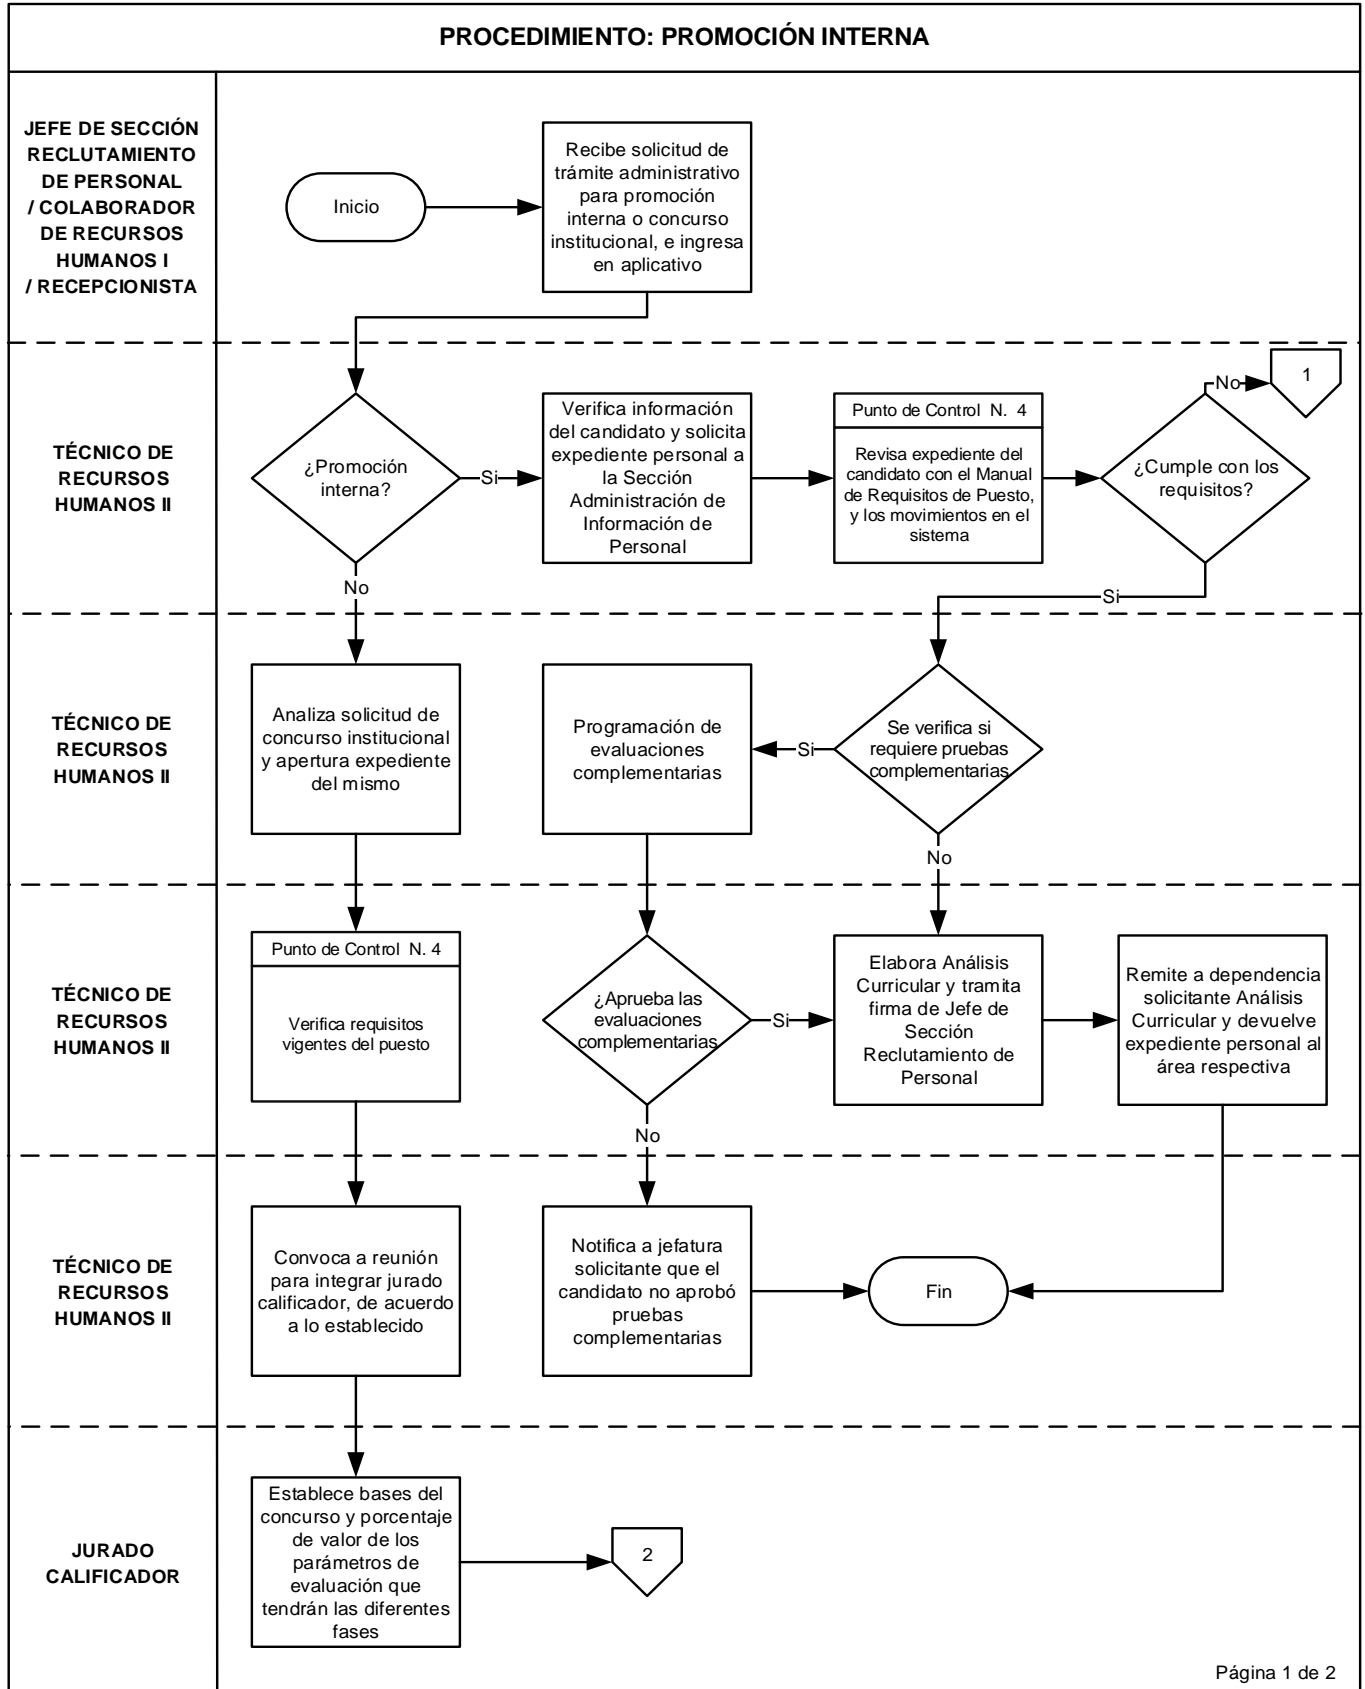 PROCEDIMIENTO: PROMOCIÓN INTERNA
JEFE DE SECCIÓN
RECLUTAMIENTO
DE PERSONAL
/ COLABORADOR
DE RECURSOS
HUMANOS I
/ RECEPCIONISTA
Inicio
Recibe solicitud de
trámite administrativo
para promoción
interna o concurso
institucional, e ingresa
en aplicativo
TÉCNICO DE
RECURSOS
HUMANOS II
¿Promoción
interna?
Si
No
Verifica información
del candidato y solicita
expediente personal a
la Sección
Administración de
Información de
Personal
Punto de Control N. 4
Revisa expediente del
candidato con el Manual
de Requisitos de Puesto,
y los movimientos en el
sistema
¿Cumple con los
requisitos?
No
1
Si
TÉCNICO DE
RECURSOS
HUMANOS II
Analiza solicitud de
concurso institucional
y apertura expediente
del mismo
Programación de
evaluaciones
complementarias
Si
Se verifica si
requiere pruebas
complementarias
No
TÉCNICO DE
RECURSOS
HUMANOS II
Punto de Control N. 4
Verifica requisitos
vigentes del puesto
¿Aprueba las
evaluaciones
complementarias
Si
No
Elabora Análisis
Curricular y tramita
firma de Jefe de
Sección
Reclutamiento de
Personal
Remite a dependencia
solicitante Análisis
Curricular y devuelve
expediente personal al
área respectiva
TÉCNICO DE
RECURSOS
HUMANOS II
Convoca a reunión
para integrar jurado
calificador, de acuerdo
a lo establecido
Notifica a jefatura
solicitante que el
candidato no aprobó
pruebas
complementarias
Fin
JURADO
CALIFICADOR
Establece bases del
concurso y porcentaje
de valor de los
parámetros de
evaluación que
tendrán las diferentes
fases
2
Página 1 de 2